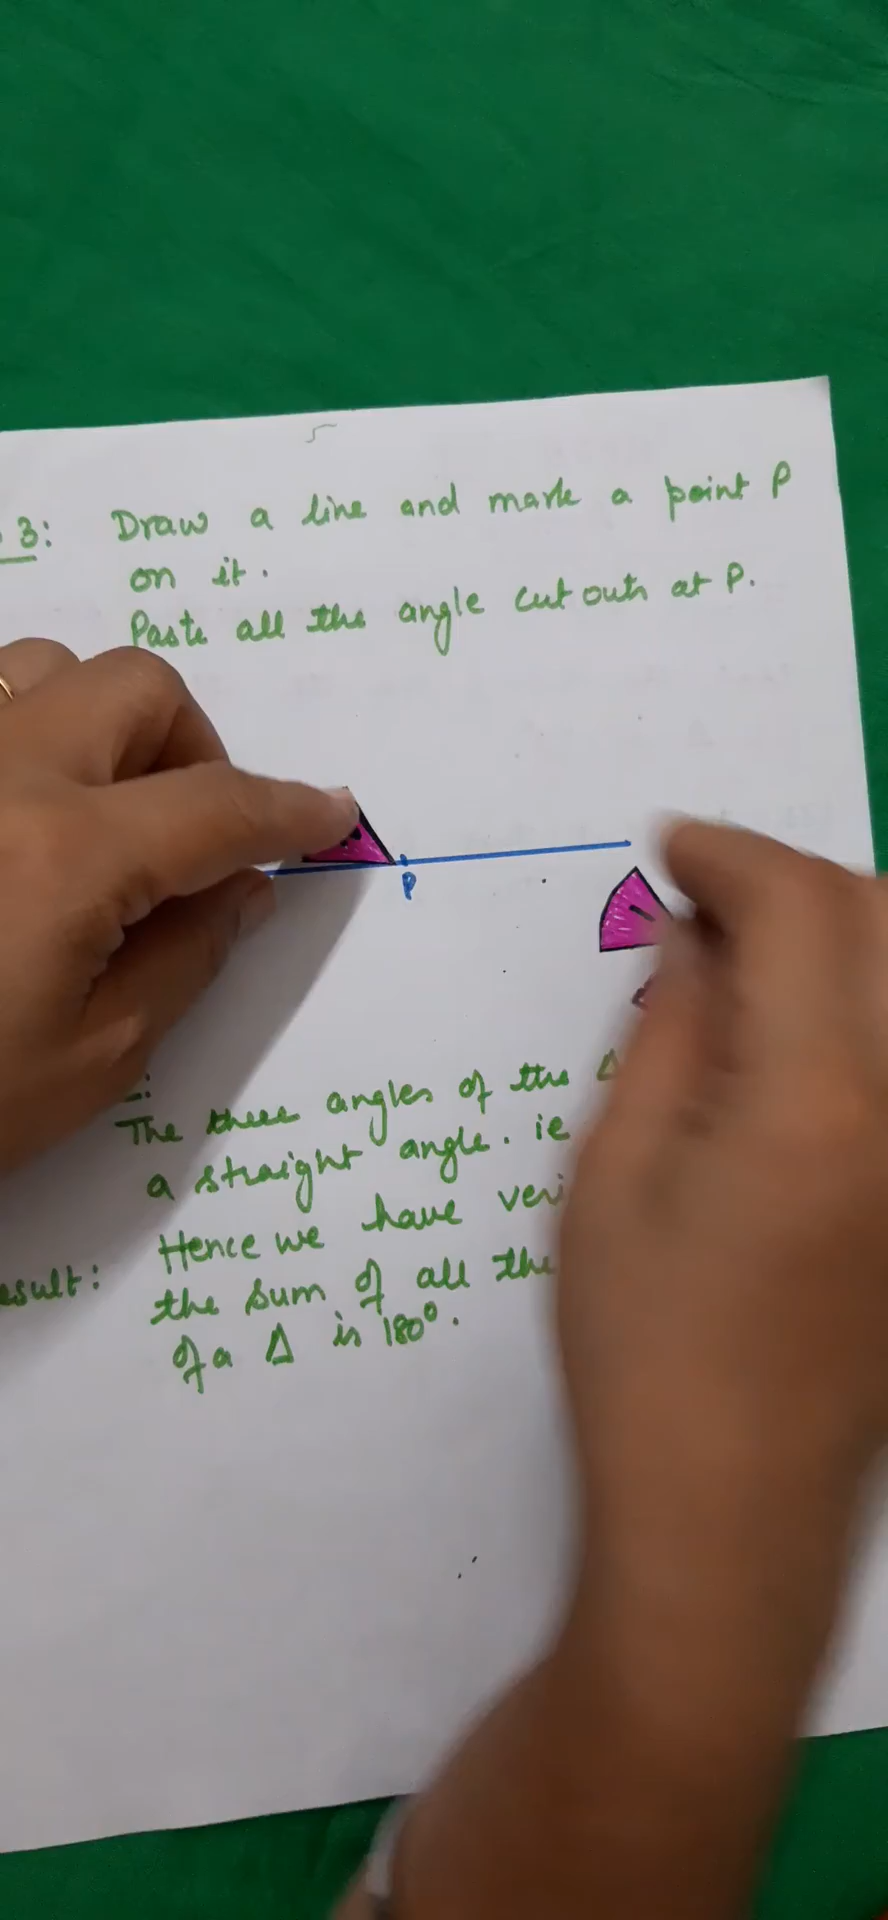 3:
Draw a line and mark a point P
on it.
Paste all the angle cut outs at P.
P
The three angles of the Δ
a straight angle. ie
Hence we have veri
esult:
the sum of all the
of a Δ is 180°.